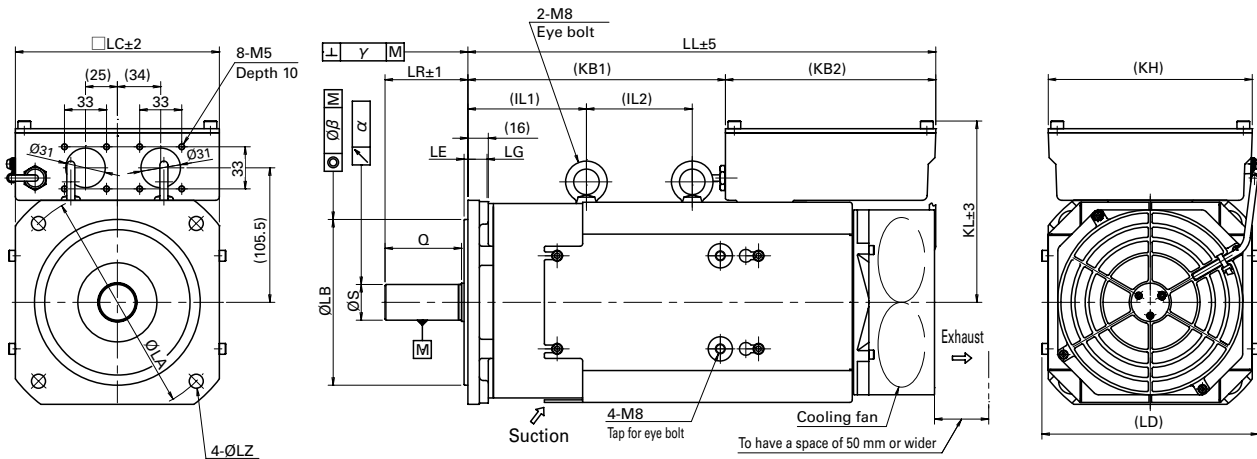 □LC±2
8-M5
Depth 10
(25)
(34)
33
33
Ø31
Ø31
33
(105.5)
ØLA
4-ØLZ
⊥ Y M
LR±1
2-M8
Eye bolt
LL±5
(KB1)
(KB2)
(IL1)
(IL2)
(16)
LE
LG
◎ Øβ M
↗ α
Q
ØLB
ØS
M
KL±3
Exhaust
Suction
4-M8
Tap for eye bolt
Cooling fan
To have a space of 50 mm or wider
(KH)
(LD)